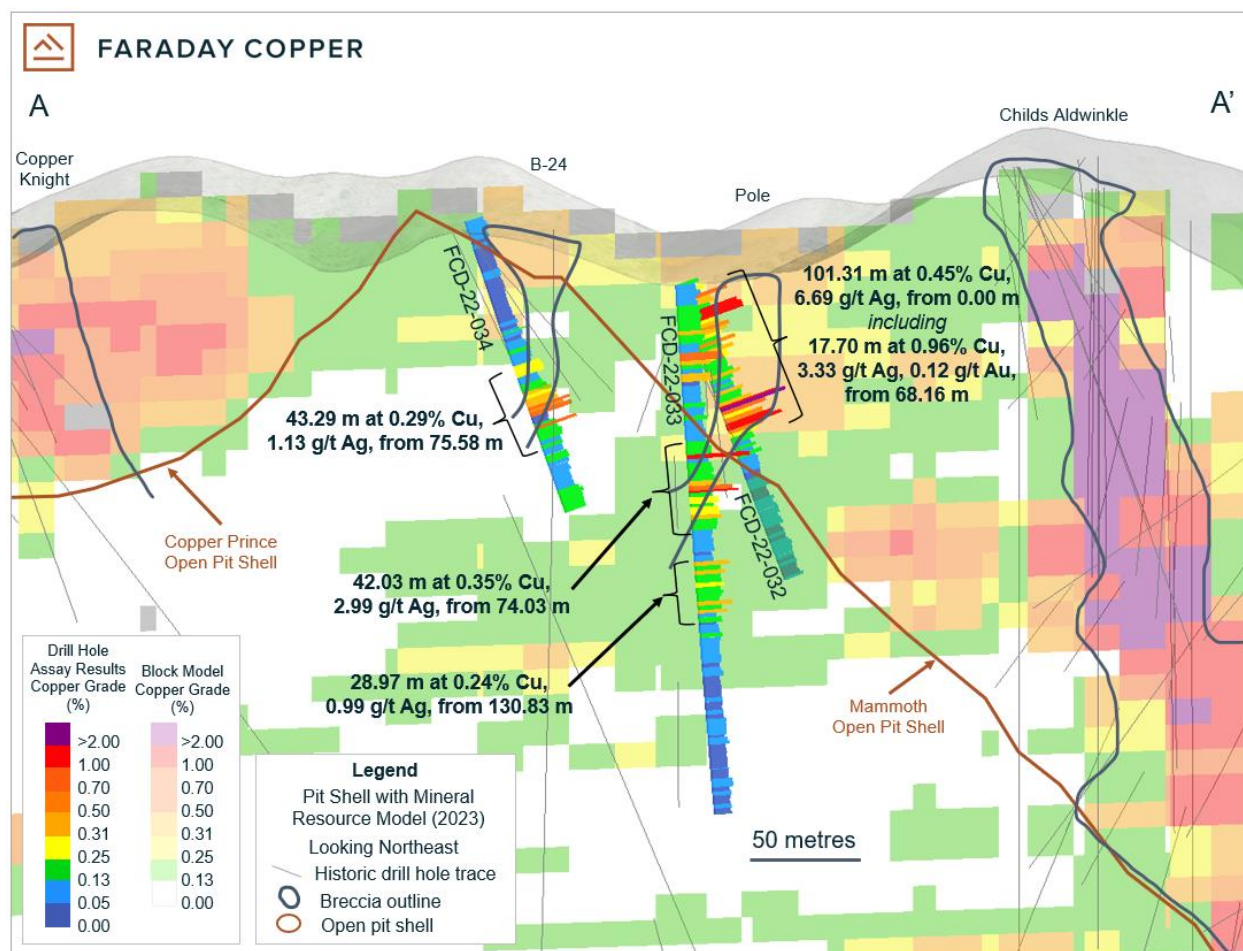 FARADAY COPPER
A
A'
Copper
Knight
B-24
Pole
Childs Aldwinkle
FCD-22-034
FCD-22-033
FCD-22-032
101.31 m at 0.45% Cu,
6.69 g/t Ag, from 0.00 m
including
17.70 m at 0.96% Cu,
3.33 g/t Ag, 0.12 g/t Au,
from 68.16 m
43.29 m at 0.29% Cu,
1.13 g/t Ag, from 75.58 m
Copper Prince
Open Pit Shell
42.03 m at 0.35% Cu,
2.99 g/t Ag, from 74.03 m
28.97 m at 0.24% Cu,
0.99 g/t Ag, from 130.83 m
Mammoth
Open Pit Shell
50 metres
Drill Hole
Assay Results
Copper Grade
(%)
>2.00
1.00
0.70
0.50
0.31
0.25
0.13
0.05
0.00
Block Model
Copper Grade
(%)
>2.00
1.00
0.70
0.50
0.31
0.25
0.13
0.00
Legend
Pit Shell with Mineral
Resource Model (2023)
Looking Northeast
Historic drill hole trace
Breccia outline
Open pit shell